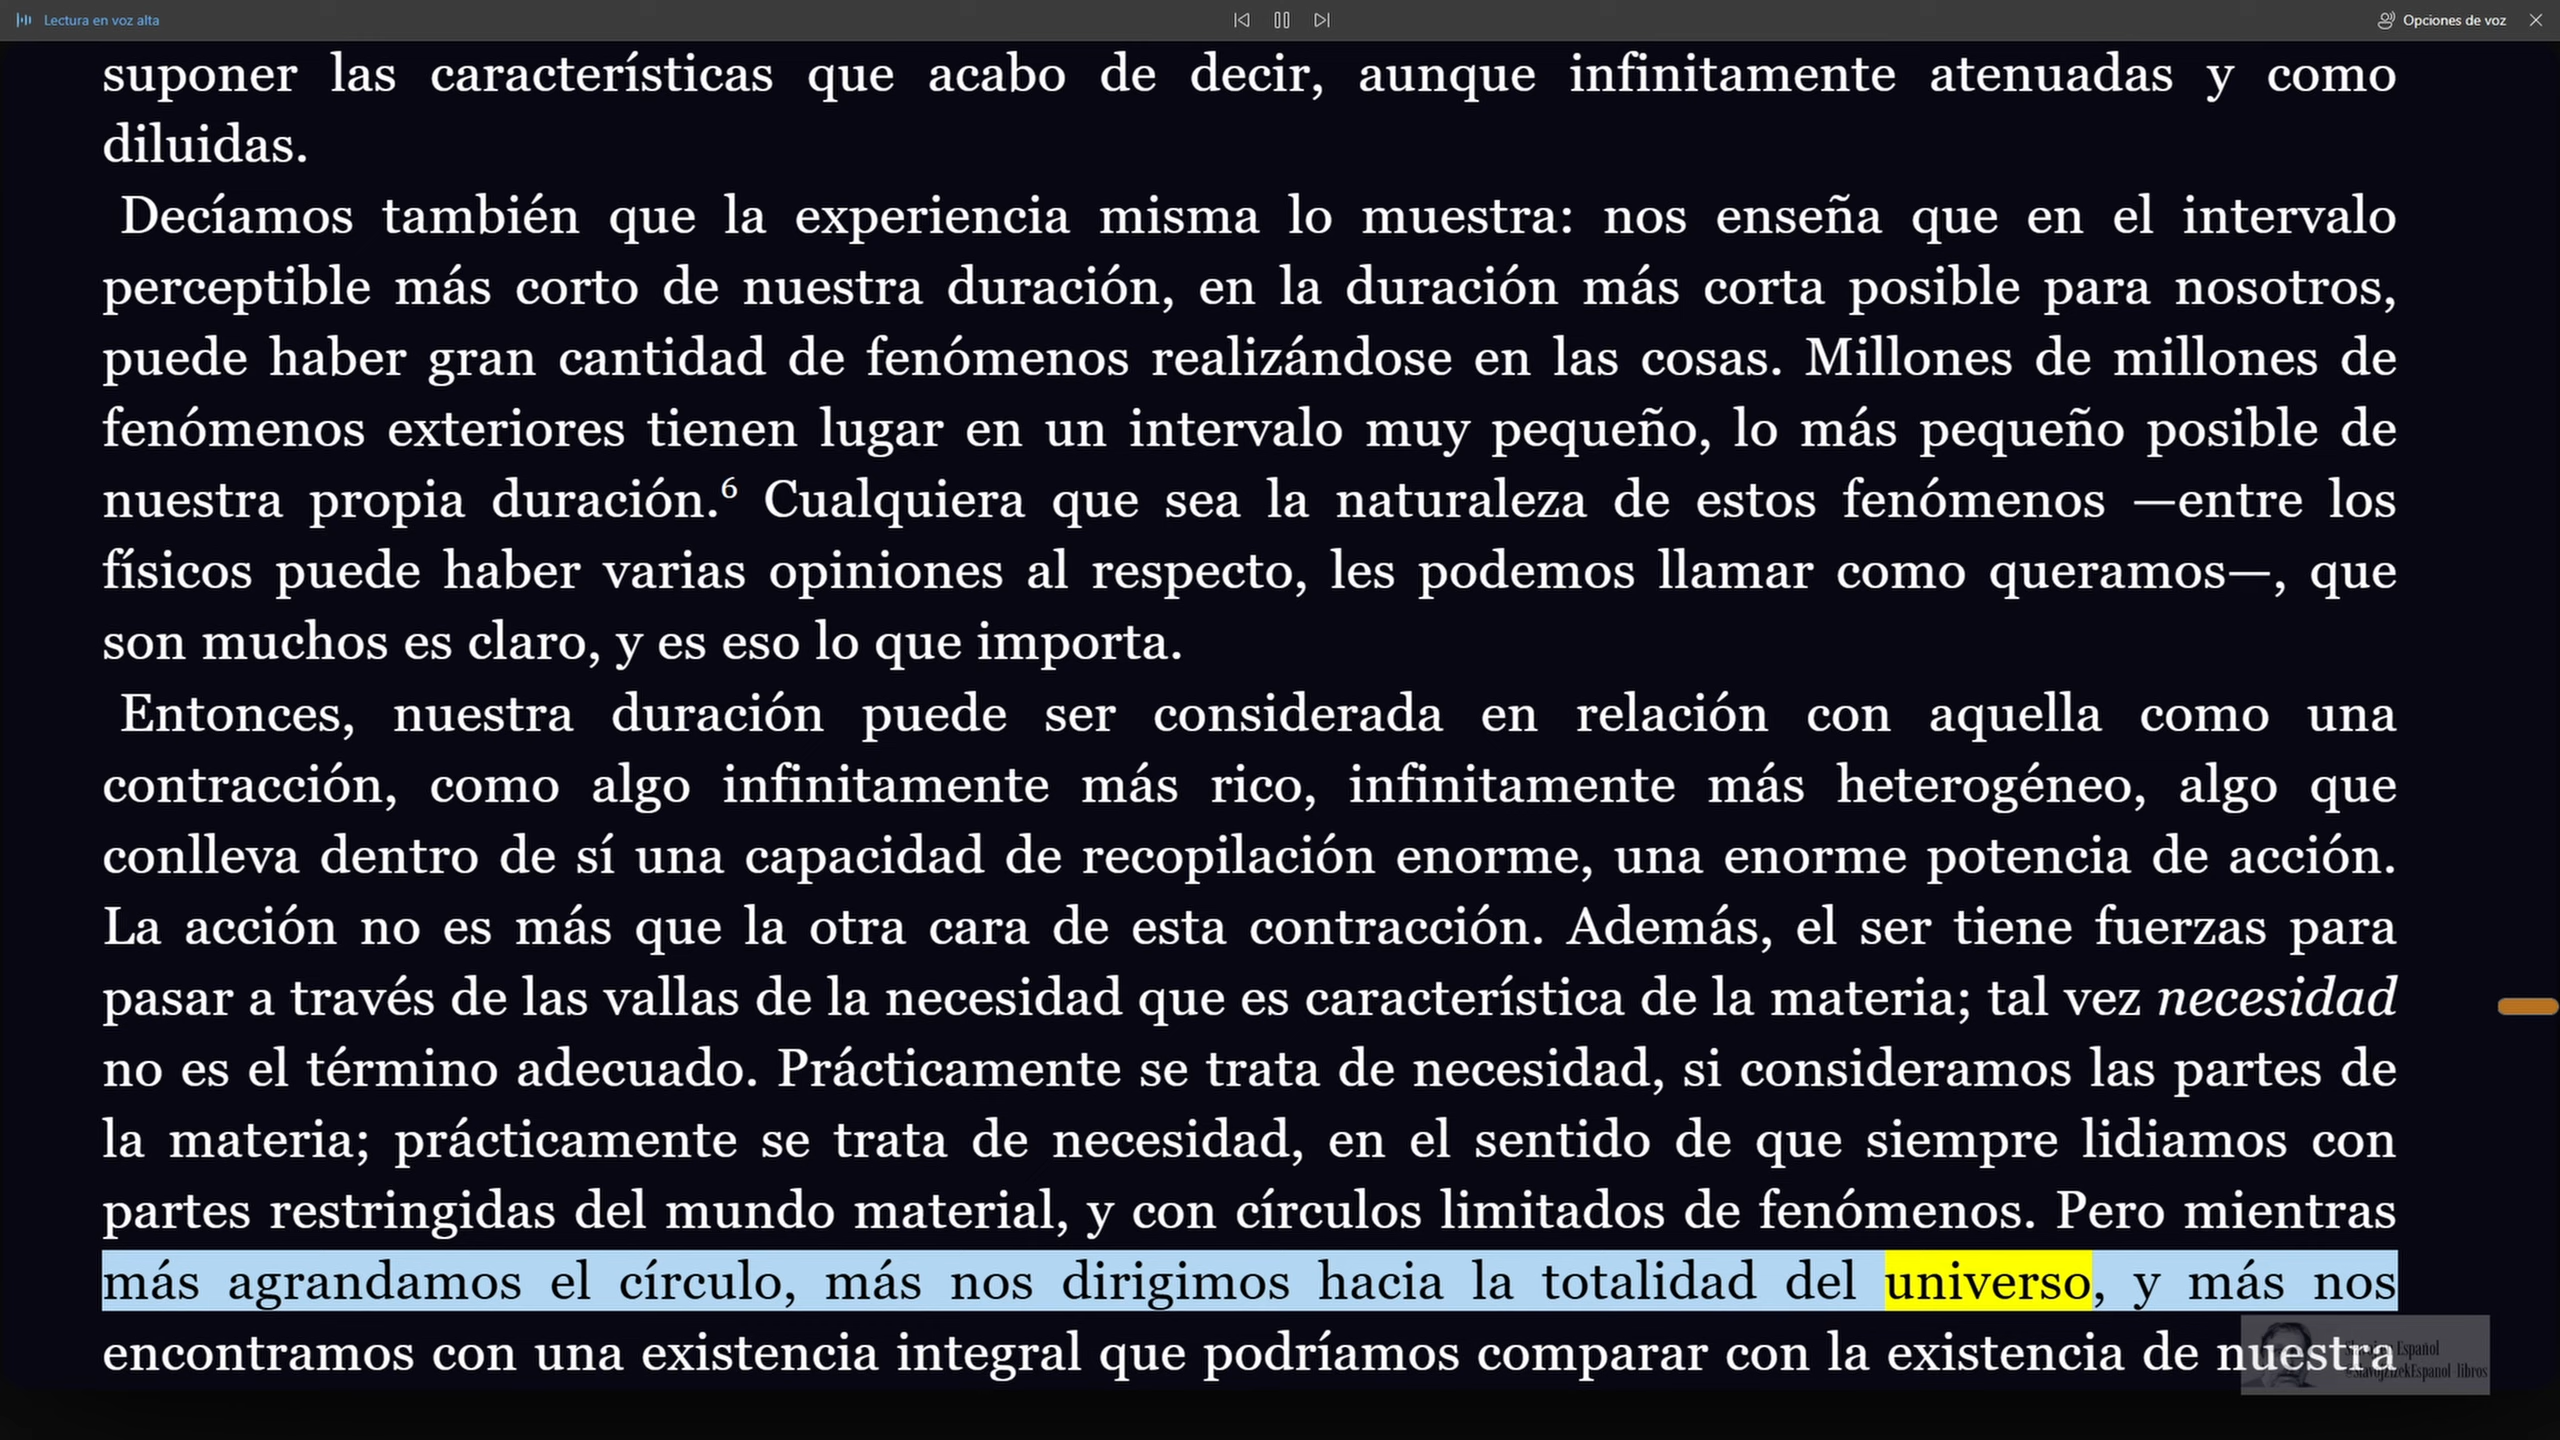 Lectura en voz alta
Opciones de voz
suponer las características que acabo de decir, aunque infinitamente atenuadas y como
diluidas.
Decíamos también que la experiencia misma lo muestra: nos enseña que en el intervalo
perceptible más corto de nuestra duración, en la duración más corta posible para nosotros,
puede haber gran cantidad de fenómenos realizándose en las cosas. Millones de millones de
fenómenos exteriores tienen lugar en un intervalo muy pequeño, lo más pequeño posible de
nuestra propia duración.⁶ Cualquiera que sea la naturaleza de estos fenómenos —entre los
físicos puede haber varias opiniones al respecto, les podemos llamar como queramos—, que
son muchos es claro, y es eso lo que importa.
Entonces, nuestra duración puede ser considerada en relación con aquella como una
contracción, como algo infinitamente más rico, infinitamente más heterogéneo, algo que
conlleva dentro de sí una capacidad de recopilación enorme, una enorme potencia de acción.
La acción no es más que la otra cara de esta contracción. Además, el ser tiene fuerzas para
pasar a través de las vallas de la necesidad que es característica de la materia; tal vez necesidad
no es el término adecuado. Prácticamente se trata de necesidad, si consideramos las partes de
la materia; prácticamente se trata de necesidad, en el sentido de que siempre lidiamos con
partes restringidas del mundo material, y con círculos limitados de fenómenos. Pero mientras
más agrandamos el círculo, más nos dirigimos hacia la totalidad del universo, y más nos
encontramos con una existencia integral que podríamos comparar con la existencia de nuestra
Español